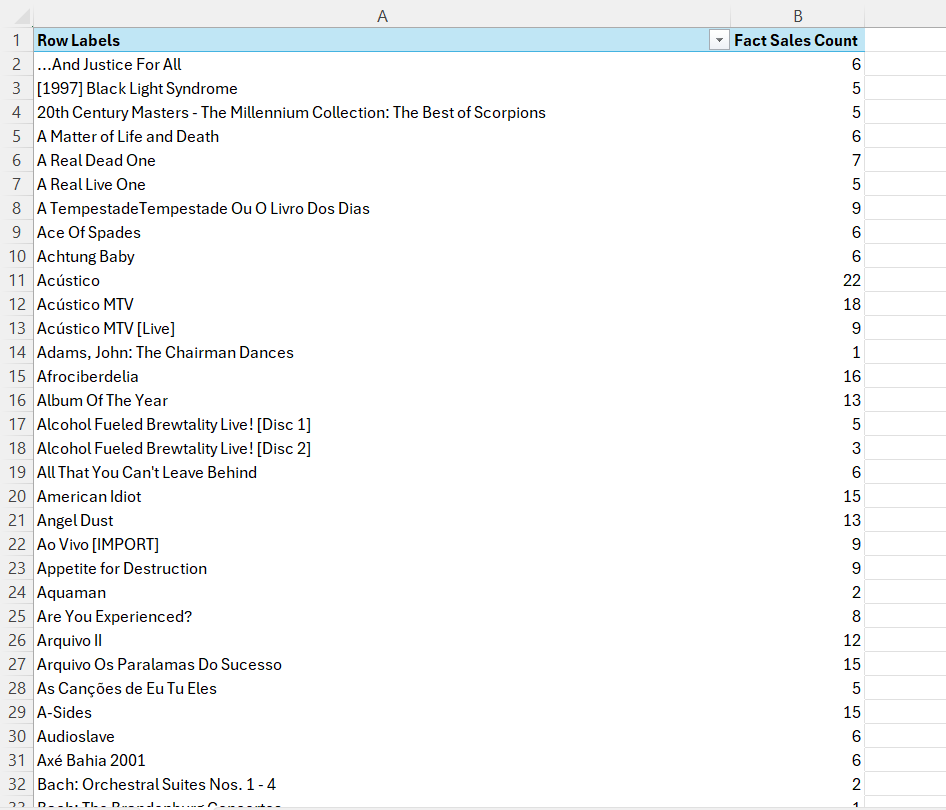 A B
1 Row Labels Fact Sales Count
2 ...And Justice For All 6
3 [1997] Black Light Syndrome 5
4 20th Century Masters - The Millennium Collection: The Best of Scorpions 5
5 A Matter of Life and Death 6
6 A Real Dead One 7
7 A Real Live One 5
8 A TempestadeTempestade Ou O Livro Dos Dias 9
9 Ace Of Spades 6
10 Achtung Baby 6
11 Acústico 22
12 Acústico MTV 18
13 Acústico MTV [Live] 9
14 Adams, John: The Chairman Dances 1
15 Afrociberdelia 16
16 Album Of The Year 13
17 Alcohol Fueled Brewtality Live! [Disc 1] 5
18 Alcohol Fueled Brewtality Live! [Disc 2] 3
19 All That You Can't Leave Behind 6
20 American Idiot 15
21 Angel Dust 13
22 Ao Vivo [IMPORT] 9
23 Appetite for Destruction 9
24 Aquaman 2
25 Are You Experienced? 8
26 Arquivo II 12
27 Arquivo Os Paralamas Do Sucesso 15
28 As Canções de Eu Tu Eles 5
29 A-Sides 15
30 Audioslave 6
31 Axé Bahia 2001 6
32 Bach: Orchestral Suites Nos. 1 - 4 2
33 Bach: The Brandenburg Concertos 1